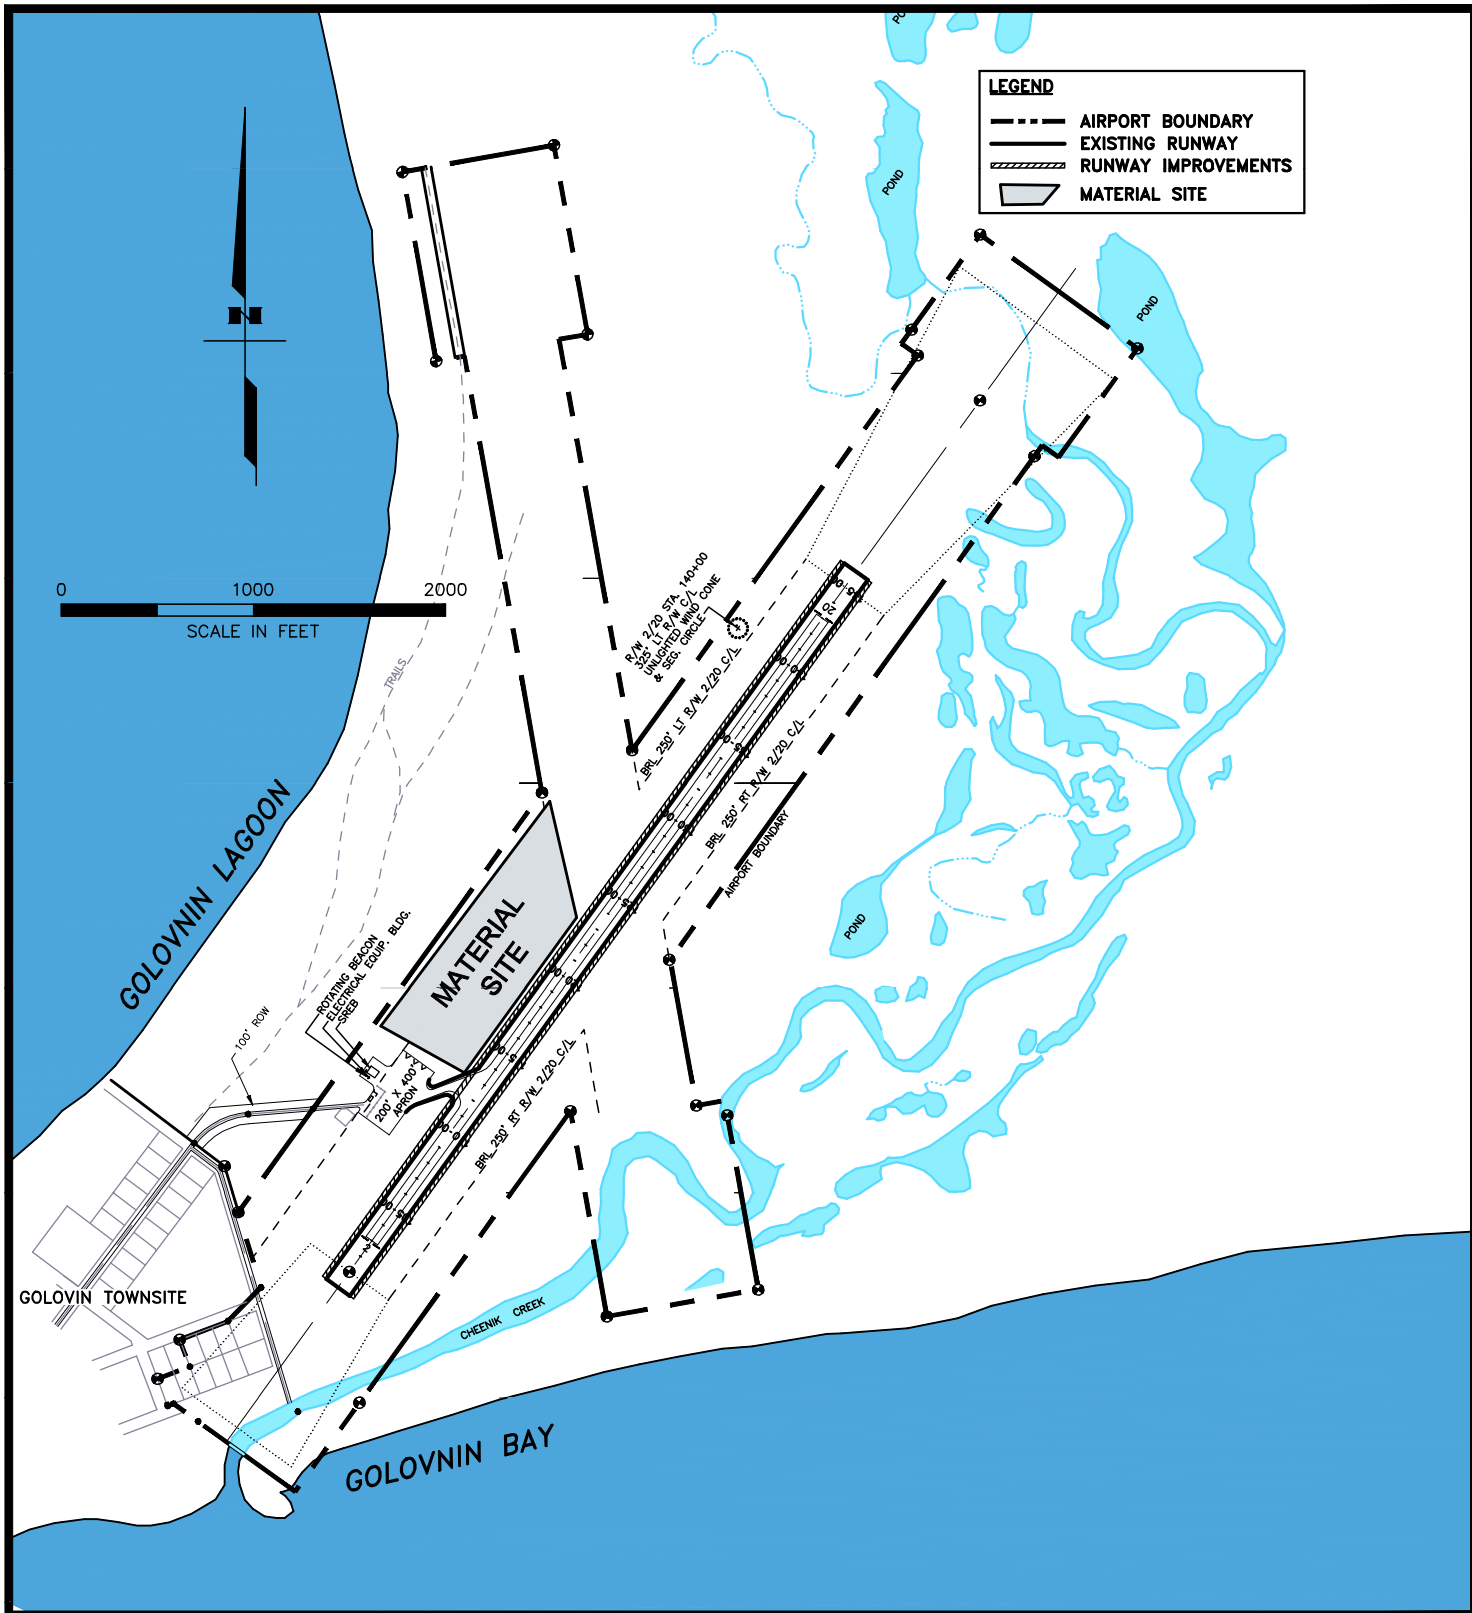 POND
LEGEND
AIRPORT BOUNDARY
EXISTING RUNWAY
RUNWAY IMPROVEMENTS
MATERIAL SITE
POND
POND
N
0 1000 2000
SCALE IN FEET
R/W 2/20 STA. 140+00
325' LT R/W C/L
UNLIGHTED WIND CONE
& SEG. CIRCLE
TRAILS
BRL 250' LT R/W 2/20 C/L
BRL 250' RT R/W 2/20 C/L
AIRPORT BOUNDARY
20
GOLOVNIN LAGOON
MATERIAL
SITE
POND
ROTATING BEACON
ELECTRICAL EQUIP. BLDG.
SREB
100' ROW
200' X 400'
APRON
BRL 250' RT R/W 2/20 C/L
2
GOLOVIN TOWNSITE
CHEENIK CREEK
GOLOVNIN BAY